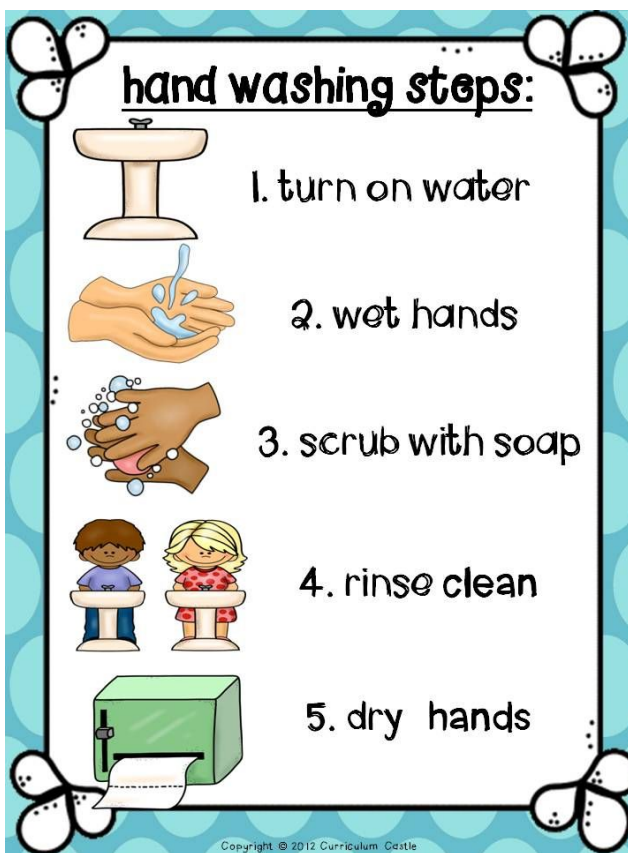 hand washing steps:
1. turn on water
2. wet hands
3. scrub with soap
4. rinse clean
5. dry hands
Copyright © 2012 Curriculum Castle